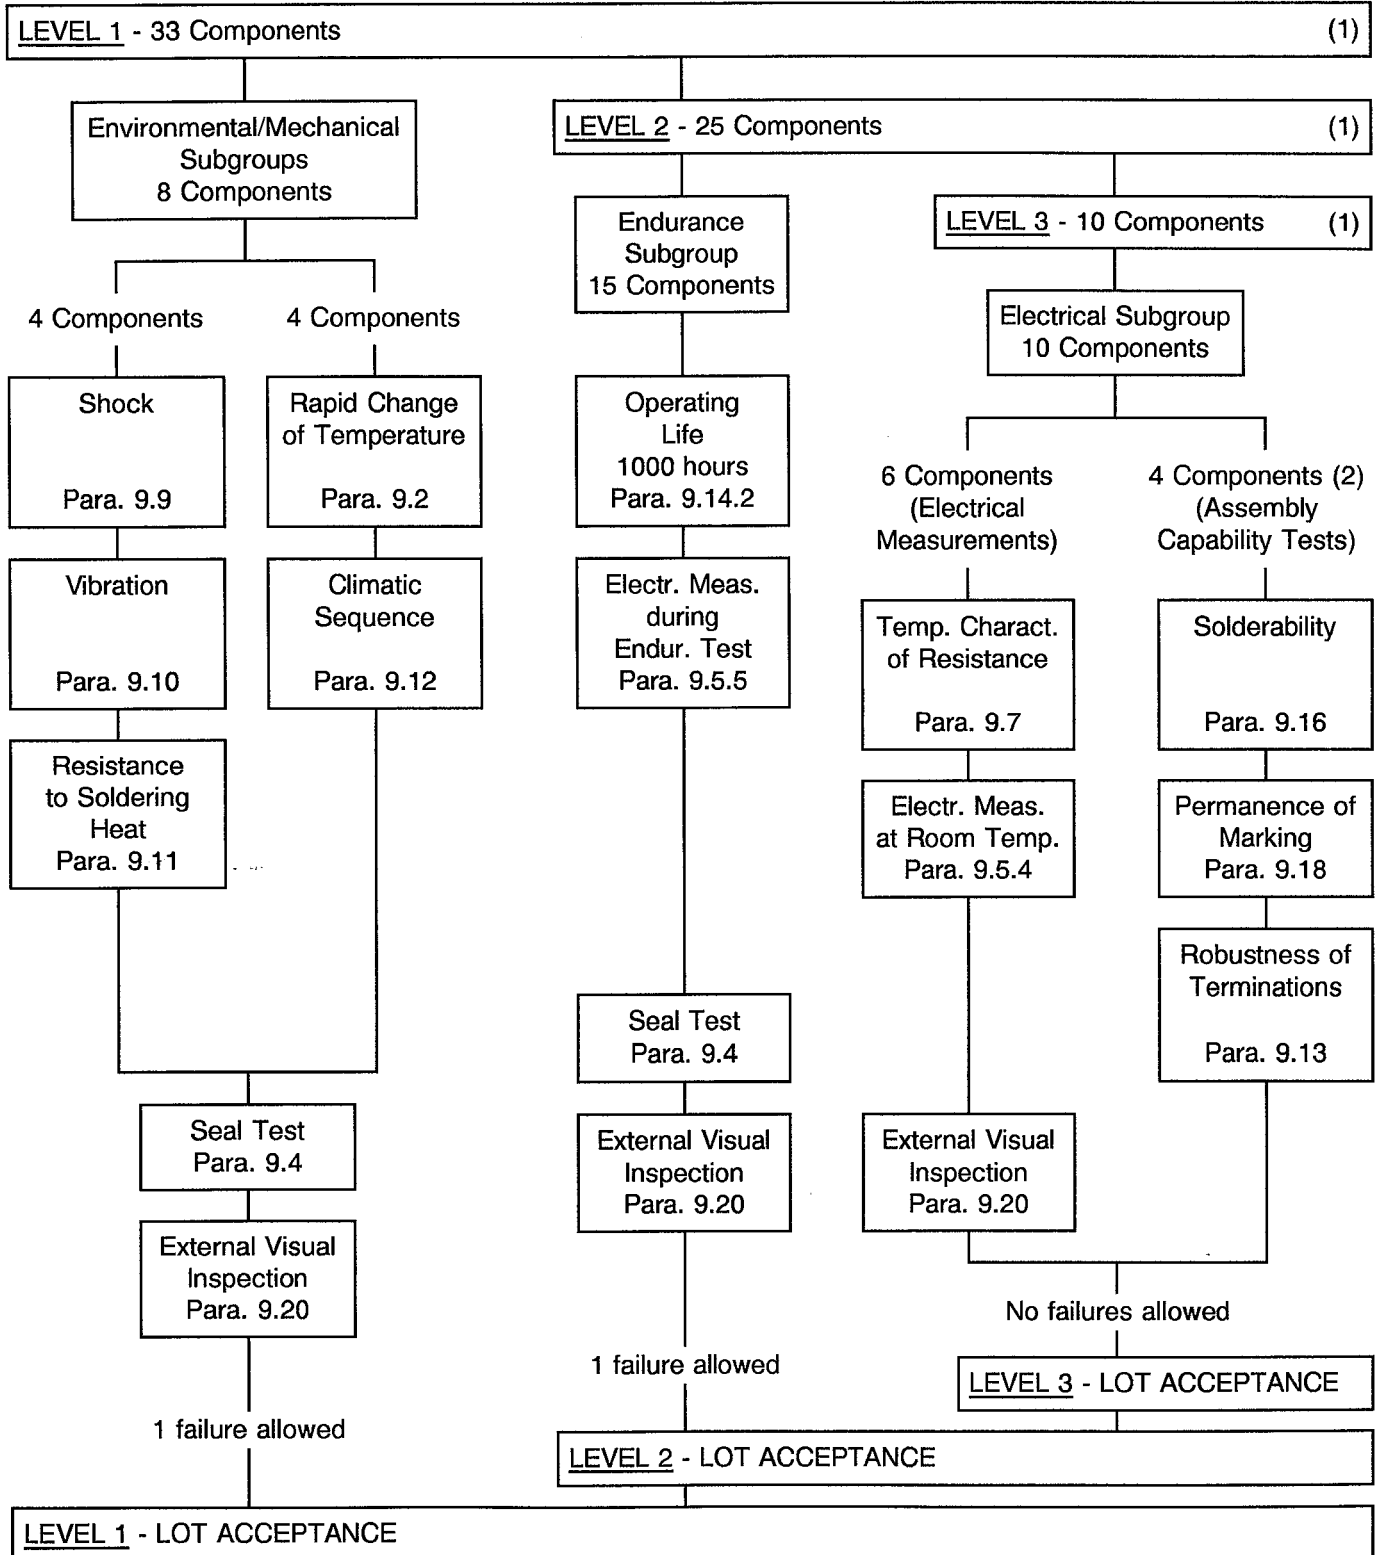 LEVEL 1 - 33 Components (1)
Environmental/Mechanical
Subgroups
8 Components
LEVEL 2 - 25 Components (1)
Endurance
Subgroup
15 Components
LEVEL 3 - 10 Components (1)
Electrical Subgroup
10 Components
4 Components
4 Components
6 Components
(Electrical
Measurements)
4 Components (2)
(Assembly
Capability Tests)
Shock
Para. 9.9
Rapid Change
of Temperature
Para. 9.2
Operating
Life
1000 hours
Para. 9.14.2
Vibration
Para. 9.10
Climatic
Sequence
Para. 9.12
Electr. Meas.
during
Endur. Test
Para. 9.5.5
Temp. Charact.
of Resistance
Para. 9.7
Solderability
Para. 9.16
Resistance
to Soldering
Heat
Para. 9.11
Electr. Meas.
at Room Temp.
Para. 9.5.4
Permanence of
Marking
Para. 9.18
Robustness of
Terminations
Para. 9.13
Seal Test
Para. 9.4
Seal Test
Para. 9.4
External Visual
Inspection
Para. 9.20
External Visual
Inspection
Para. 9.20
External Visual
Inspection
Para. 9.20
No failures allowed
1 failure allowed
LEVEL 3 - LOT ACCEPTANCE
1 failure allowed
LEVEL 2 - LOT ACCEPTANCE
LEVEL 1 - LOT ACCEPTANCE